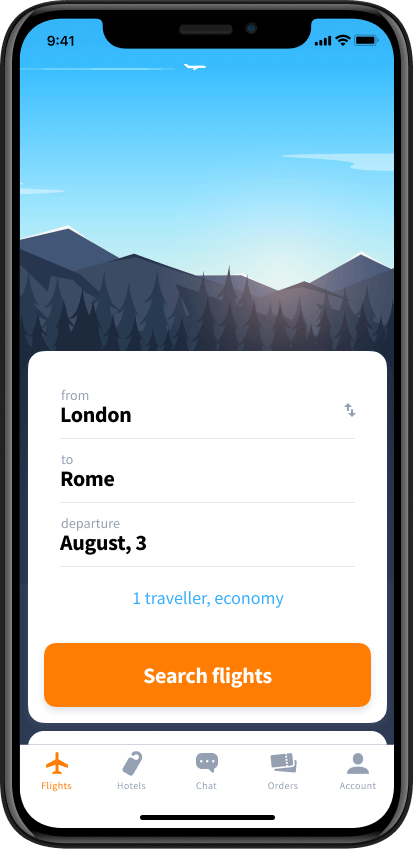 9:41
from
London
to
Rome
departure
August, 3
1 traveller, economy
Search flights
Flights
Hotels
Chat
Orders
Account